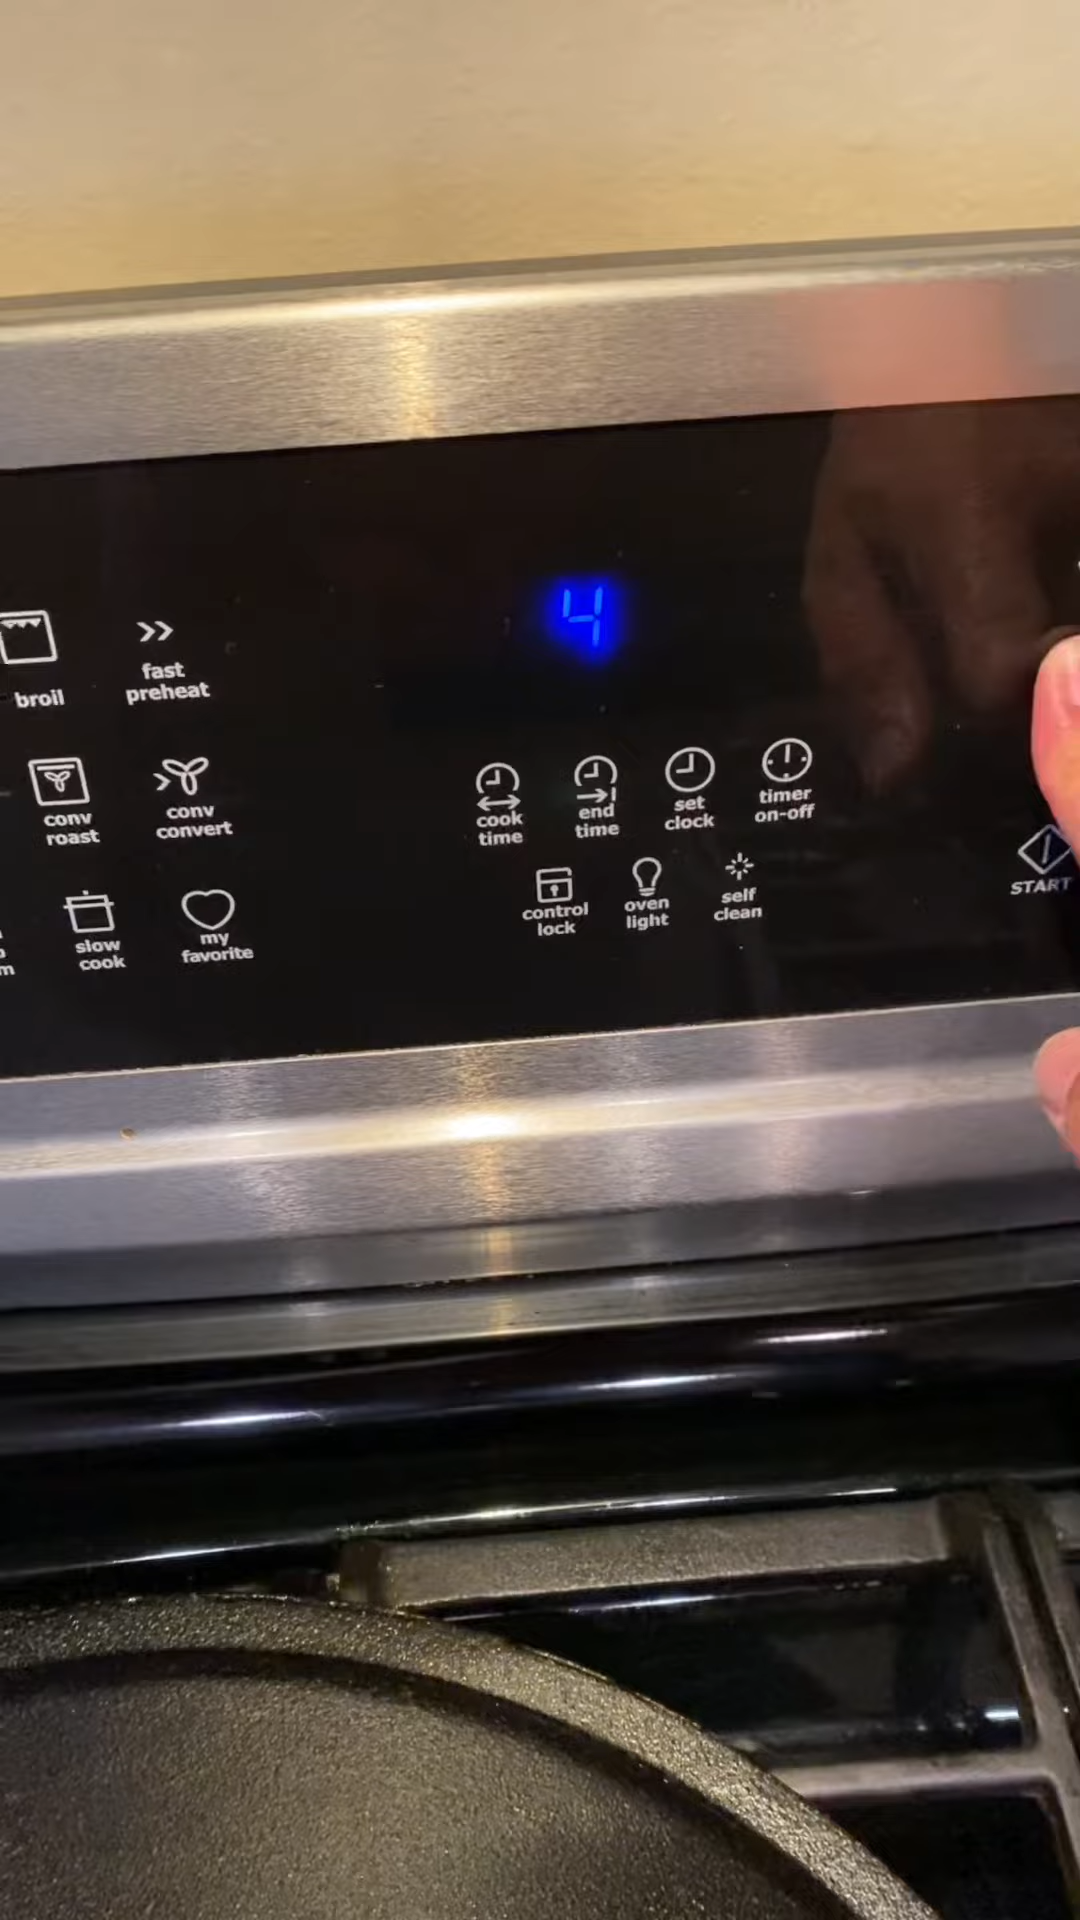 4
broil
fast
preheat
conv
roast
conv
convert
cook
time
end
time
set
clock
timer
on-off
START
control
lock
oven
light
self
clean
slow
cook
my
favorite